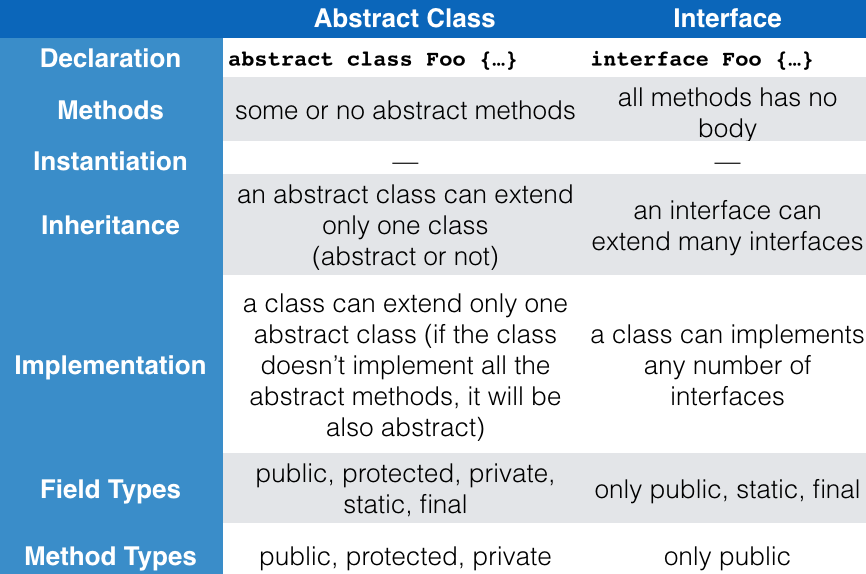 Abstract Class Interface
Declaration abstract class Foo {…} interface Foo {…}
Methods some or no abstract methods all methods has no
body
Instantiation — —
Inheritance an abstract class can extend
only one class
(abstract or not) an interface can
extend many interfaces
Implementation a class can extend only one
abstract class (if the class
doesn’t implement all the
abstract methods, it will be
also abstract) a class can implements
any number of
interfaces
Field Types public, protected, private,
static, final only public, static, final
Method Types public, protected, private only public